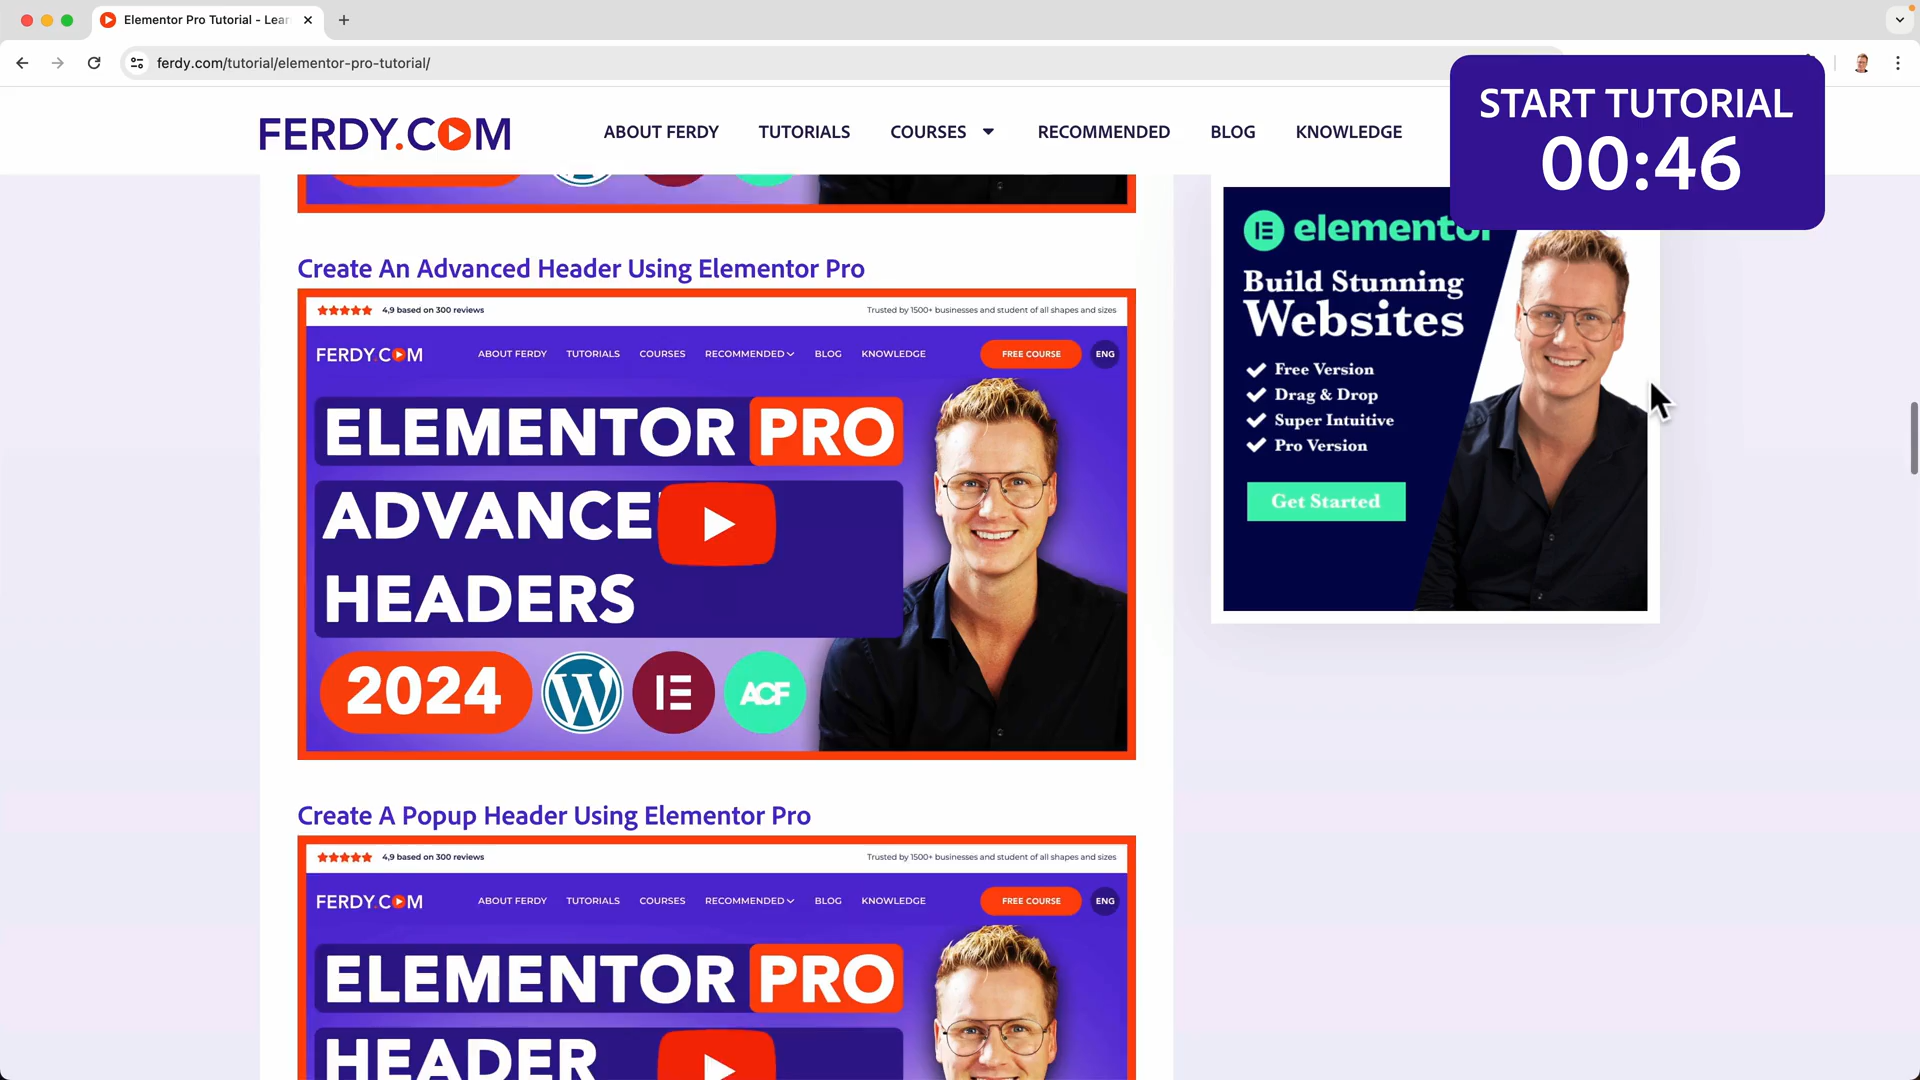 Elementor Pro Tutorial - Lear
ferdy.com/tutorial/elementor-pro-tutorial/
START TUTORIAL
00:46
FERDY.COM
ABOUT FERDY
TUTORIALS
COURSES
RECOMMENDED
BLOG
KNOWLEDGE
Create An Advanced Header Using Elementor Pro
4,9 based on 300 reviews
Trusted by 1500+ businesses and student of all shapes and sizes
FERDY.COM
ABOUT FERDY
TUTORIALS
COURSES
RECOMMENDED
BLOG
KNOWLEDGE
FREE COURSE
ENG
ELEMENTOR PRO
ADVANCE
HEADERS
2024
ACF
elementor
Build Stunning
Websites
Free Version
Drag & Drop
Super Intuitive
Pro Version
Get Started
Create A Popup Header Using Elementor Pro
4,9 based on 300 reviews
Trusted by 1500+ businesses and student of all shapes and sizes
FERDY.COM
ABOUT FERDY
TUTORIALS
COURSES
RECOMMENDED
BLOG
KNOWLEDGE
FREE COURSE
ENG
ELEMENTOR PRO
HEADER